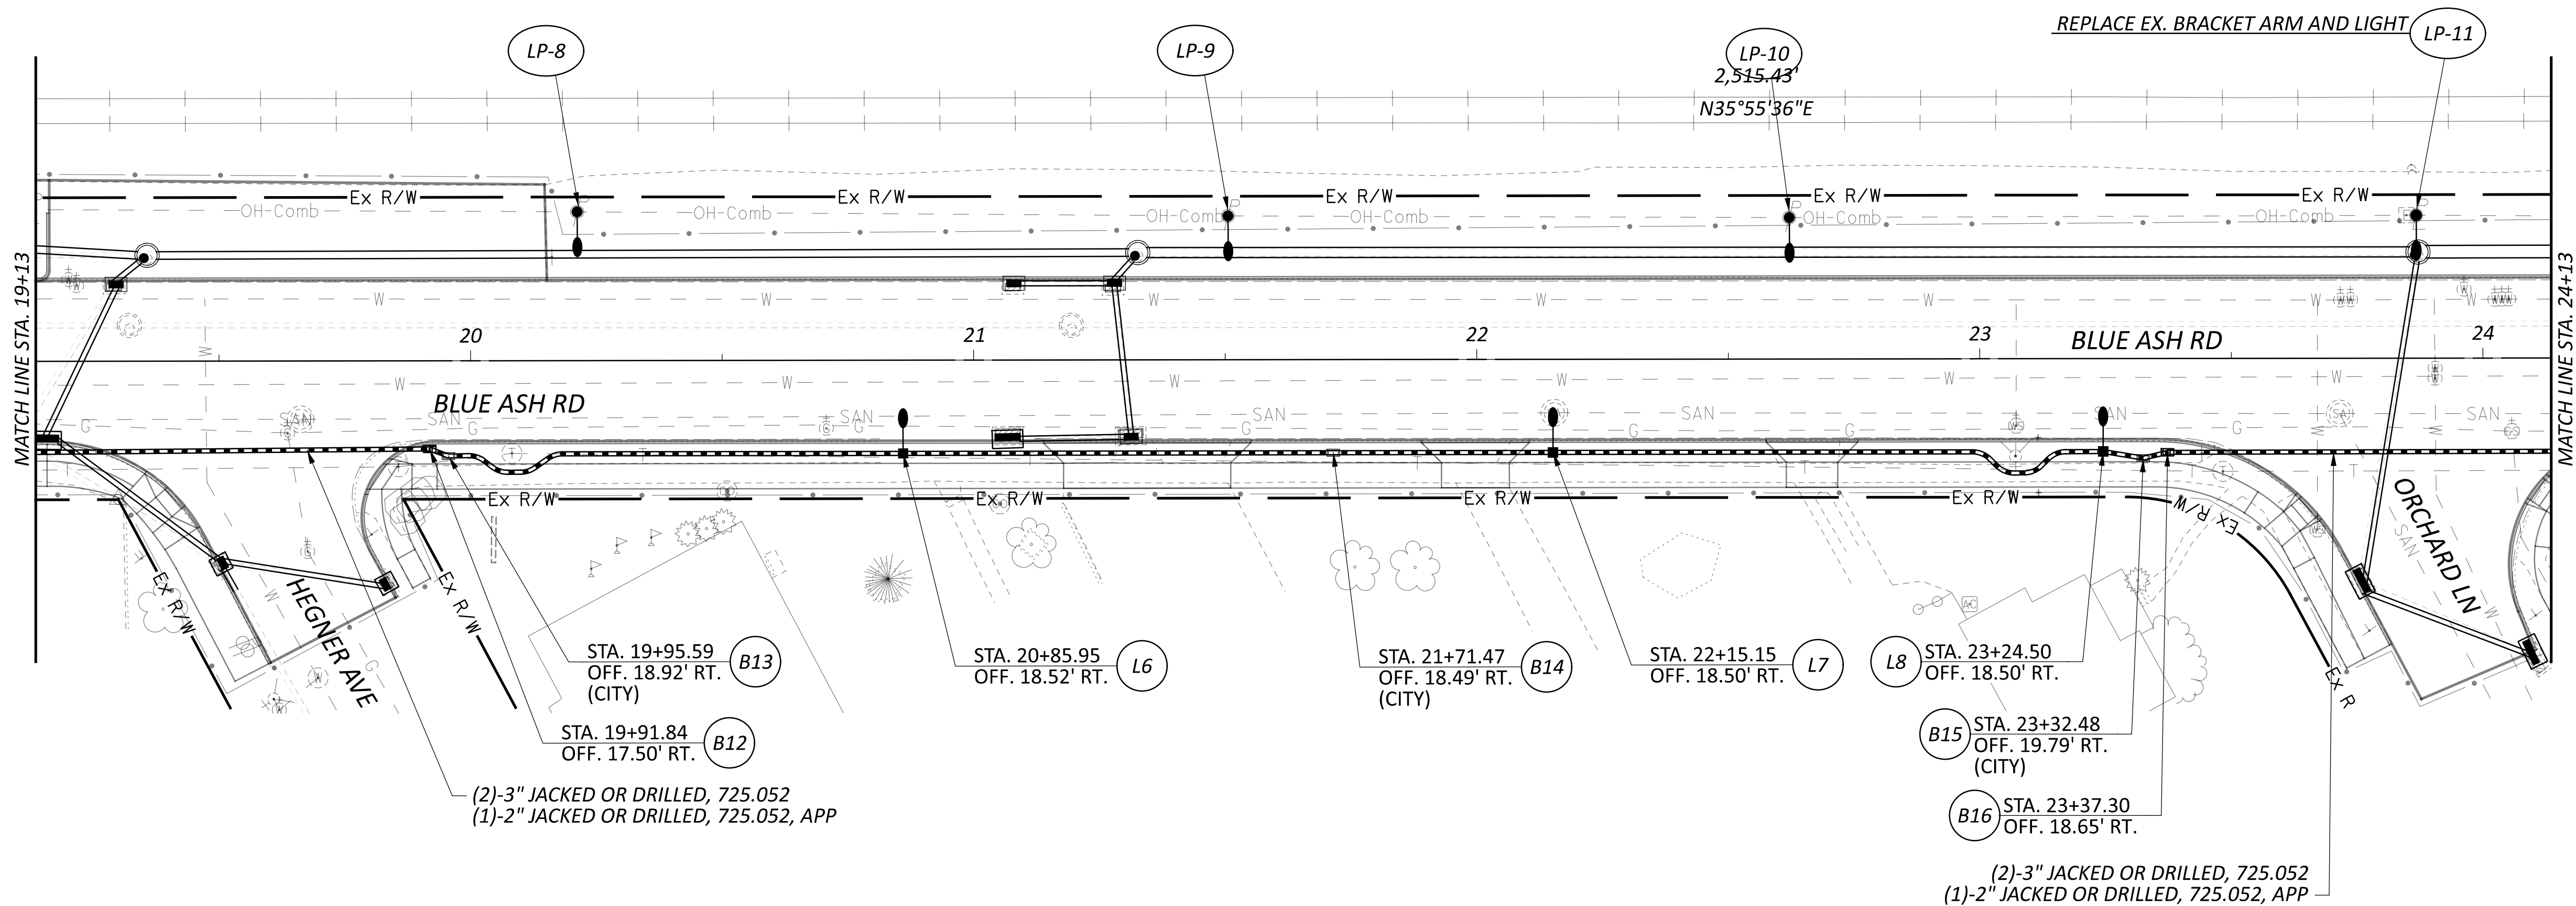 REPLACE EX. BRACKET ARM AND LIGHT
LP-8
LP-9
LP-10
LP-11
2,515.43'
N35°55'36"E
Ex R/W
Ex R/W
Ex R/W
Ex R/W
Ex R/W
OH-Comb
OH-Comb
OH-Comb
OH-Comb
OH-Comb
OH-Comb
MATCH LINE STA. 19+13
MATCH LINE STA. 24+13
W
W
W
W
W
20
21
22
23
24
BLUE ASH RD
W
W
W
W
W
W
BLUE ASH RD
SAN
SAN
SAN
SAN
SAN
SAN
SAN
G
G
G
G
G
G
Ex R/W
Ex R/W
Ex R/W
Ex R/W
Ex R/W
Ex R/W
Ex R/W
Ex R
HEGNER AVE
ORCHARD LN
SAN
AC
STA. 19+95.59
OFF. 18.92' RT.
(CITY)
B13
STA. 20+85.95
OFF. 18.52' RT.
L6
STA. 21+71.47
OFF. 18.49' RT.
(CITY)
B14
STA. 22+15.15
OFF. 18.50' RT.
L7
L8
STA. 23+24.50
OFF. 18.50' RT.
STA. 19+91.84
OFF. 17.50' RT.
B12
B15
STA. 23+32.48
OFF. 19.79' RT.
(CITY)
B16
STA. 23+37.30
OFF. 18.65' RT.
(2)-3" JACKED OR DRILLED, 725.052
(1)-2" JACKED OR DRILLED, 725.052, APP
(2)-3" JACKED OR DRILLED, 725.052
(1)-2" JACKED OR DRILLED, 725.052, APP